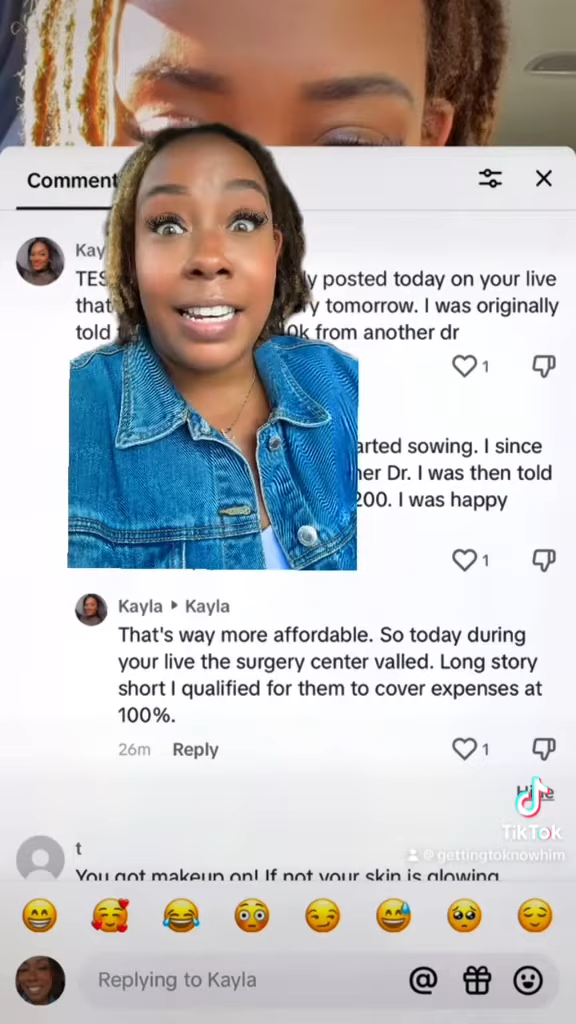 Comment
Kay
TES ly posted today on your live
that ry tomorrow. I was originally
told 0k from another dr
1
arted sowing. I since
her Dr. I was then told
200. I was happy
1
Kayla ▸ Kayla
That's way more affordable. So today during
your live the surgery center valled. Long story
short I qualified for them to cover expenses at
100%.
26m Reply 1
Hide
TikTok
@gettingtoknowhim
t
You got makeup on! If not your skin is glowing
Replying to Kayla